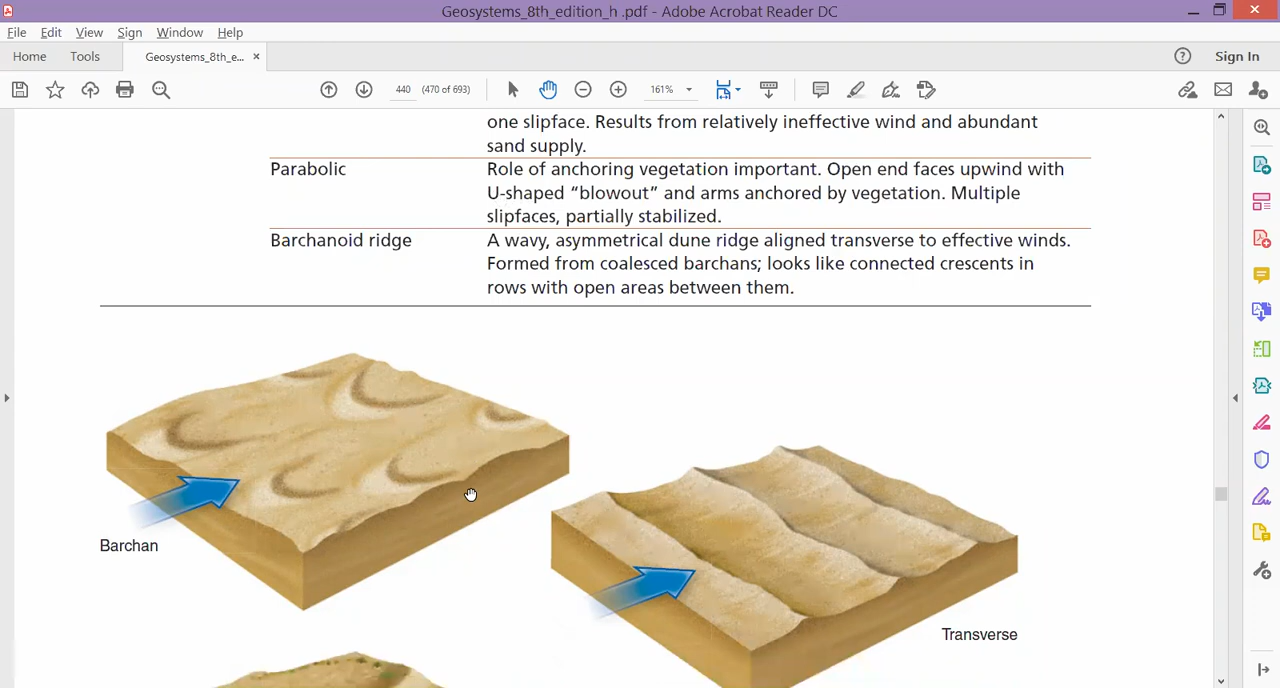 Geosystems_8th_edition_h .pdf - Adobe Acrobat Reader DC
File Edit View Sign Window Help
Home Tools Geosystems_8th_e... × Sign In
440 (470 of 693) 161%
one slipface. Results from relatively ineffective wind and abundant
sand supply.
Parabolic Role of anchoring vegetation important. Open end faces upwind with
U-shaped “blowout” and arms anchored by vegetation. Multiple
slipfaces, partially stabilized.
Barchanoid ridge A wavy, asymmetrical dune ridge aligned transverse to effective winds.
Formed from coalesced barchans; looks like connected crescents in
rows with open areas between them.
Barchan
Transverse